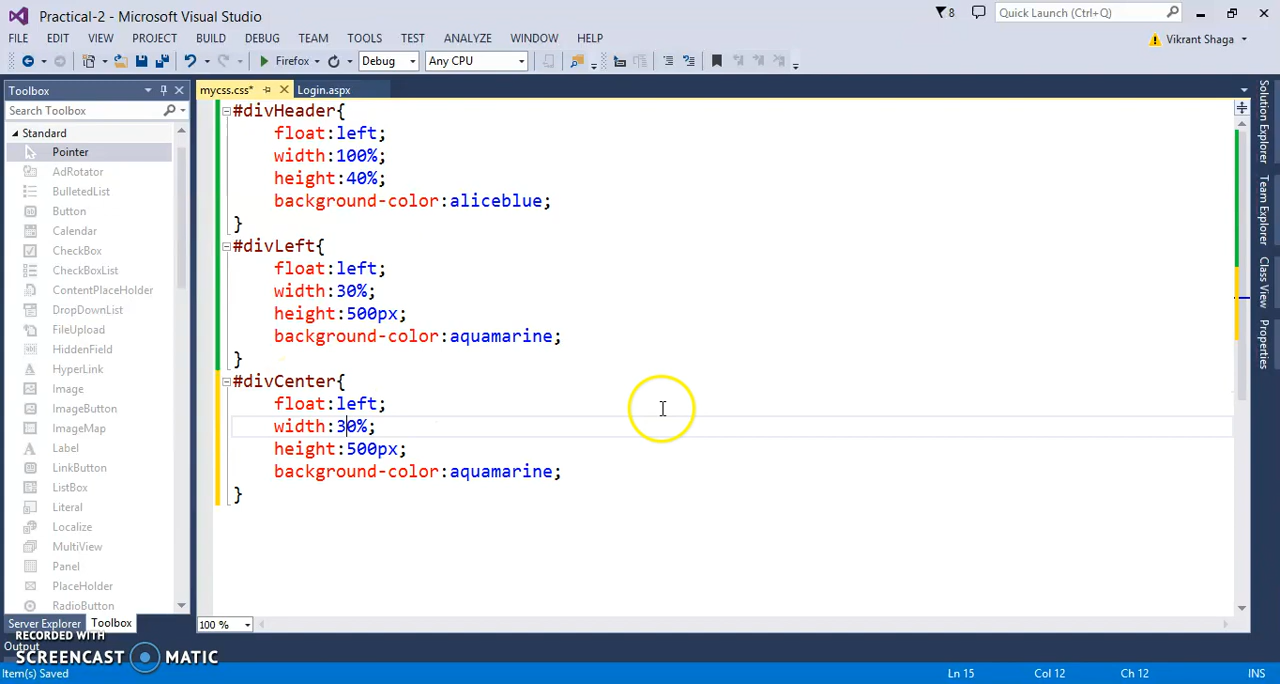 Practical-2 - Microsoft Visual Studio
8
Quick Launch (Ctrl+Q)
FILE EDIT VIEW PROJECT BUILD DEBUG TEAM TOOLS TEST ANALYZE WINDOW HELP
Vikrant Shaga
Firefox
Debug
Any CPU
Toolbox
Search Toolbox
Standard
Pointer
AdRotator
BulletedList
Button
Calendar
CheckBox
CheckBoxList
ContentPlaceHolder
DropDownList
FileUpload
HiddenField
HyperLink
Image
ImageButton
ImageMap
Label
LinkButton
ListBox
Literal
Localize
MultiView
Panel
PlaceHolder
RadioButton
Server Explorer Toolbox
Output
mycss.css*
Login.aspx
#divHeader{
float:left;
width:100%;
height:40%;
background-color:aliceblue;
}
#divLeft{
float:left;
width:30%;
height:500px;
background-color:aquamarine;
}
#divCenter{
float:left;
width:30%;
height:500px;
background-color:aquamarine;
}
100 %
Solution Explorer
Team Explorer
Class View
Properties
RECORDED WITH
SCREENCAST MATIC
Item(s) Saved
Ln 15 Col 12 Ch 12 INS